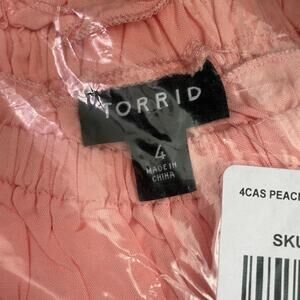 TORRID
4
MADE IN
CHINA
4CAS PEACH
SKU